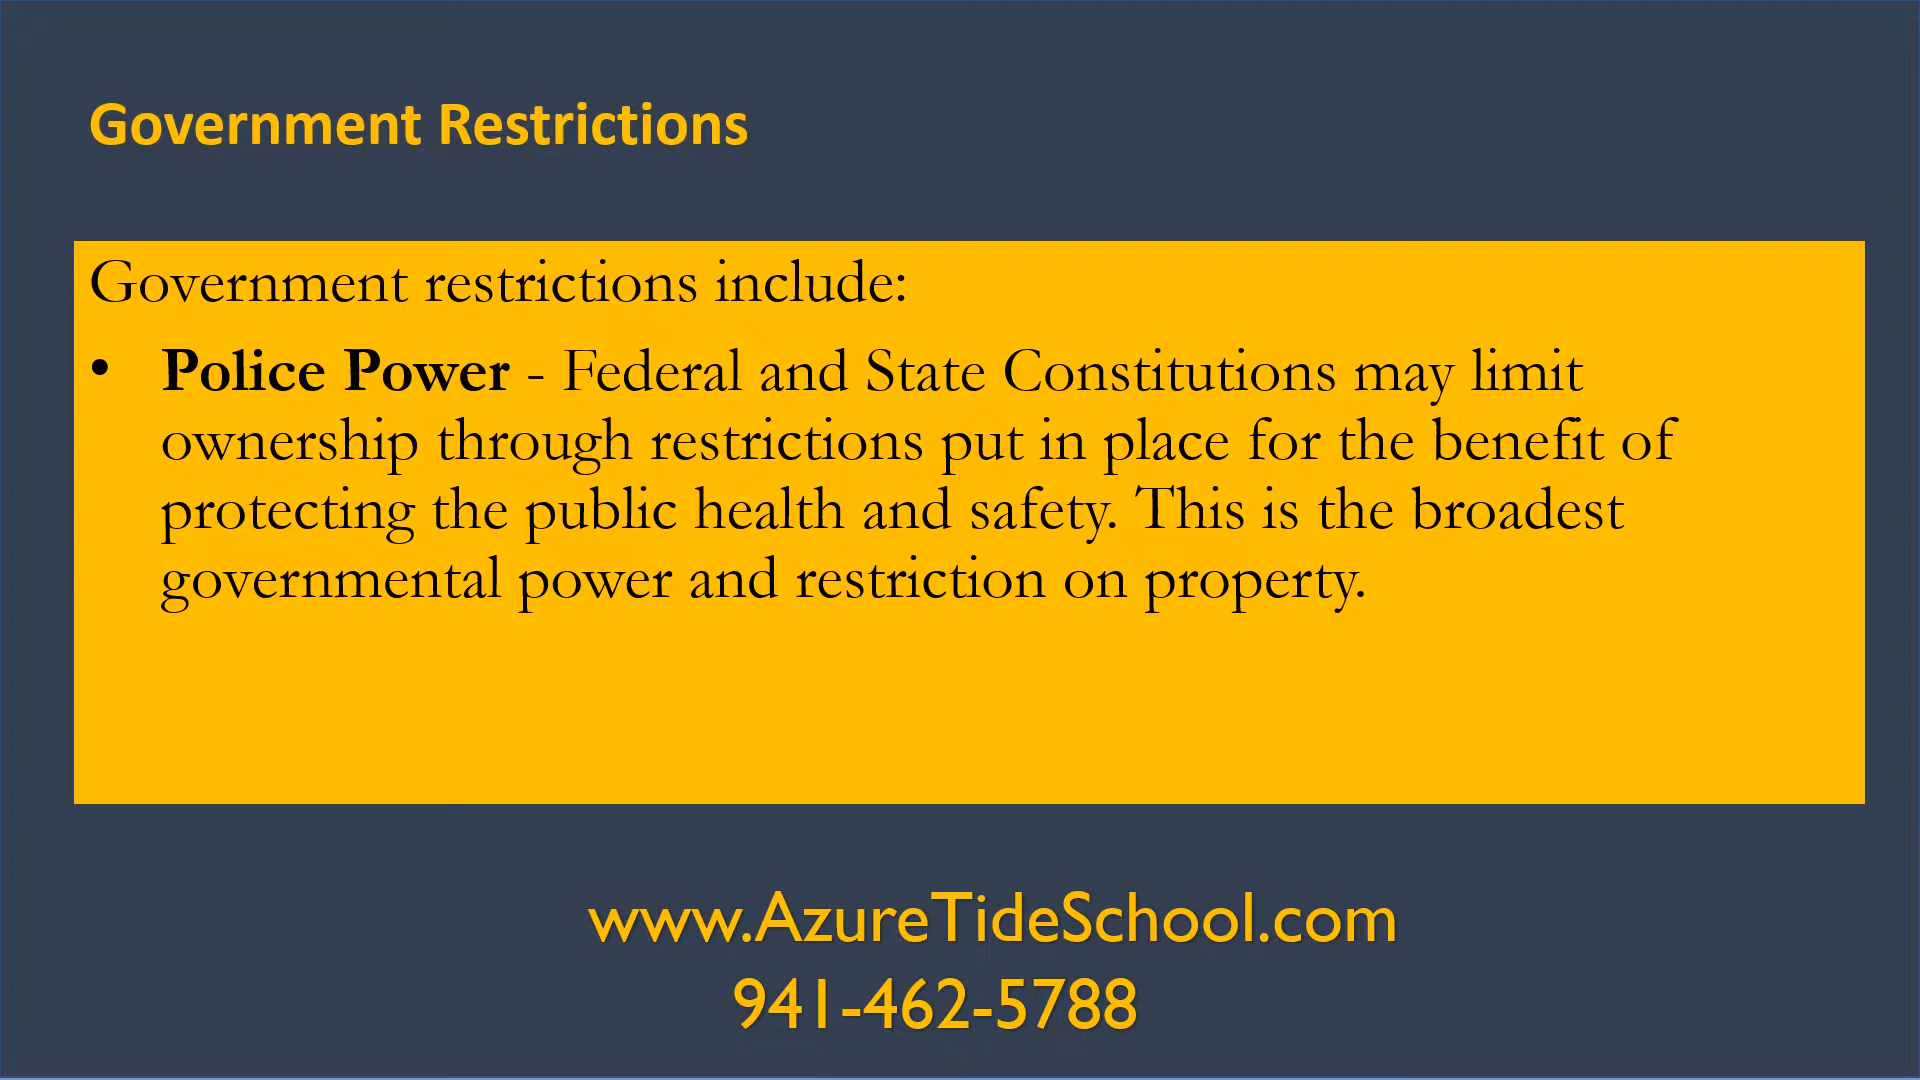 Government Restrictions
Government restrictions include:
• Police Power - Federal and State Constitutions may limit
ownership through restrictions put in place for the benefit of
protecting the public health and safety. This is the broadest
governmental power and restriction on property.
www.AzureTideSchool.com
941-462-5788